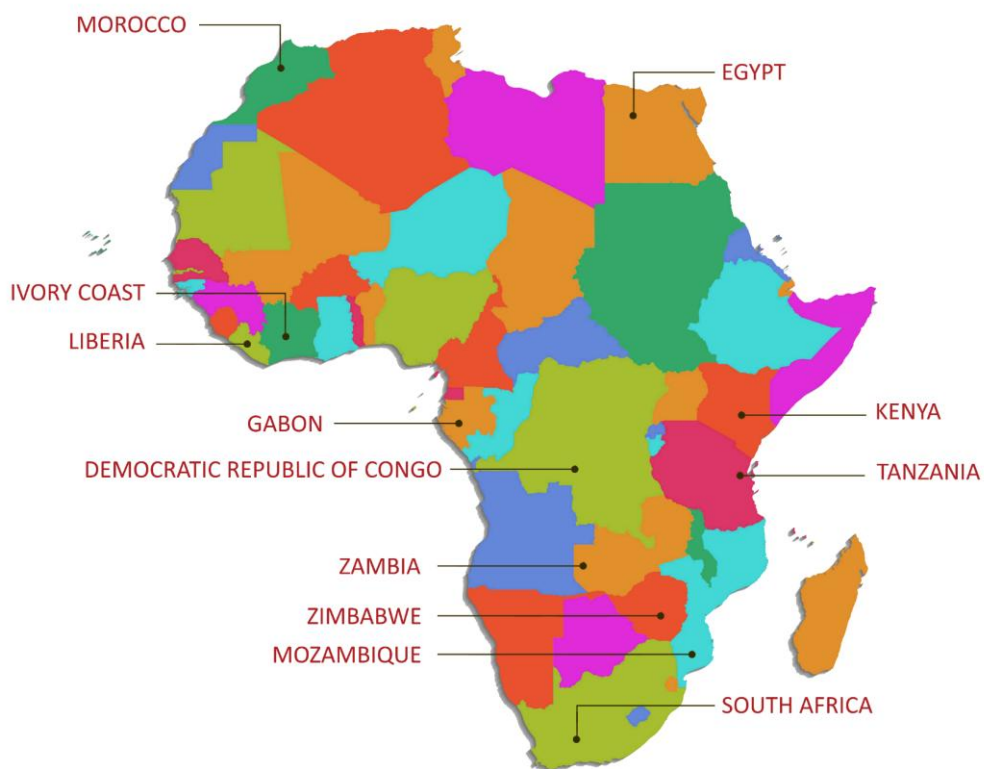 MOROCCO
EGYPT
IVORY COAST
LIBERIA
GABON
KENYA
DEMOCRATIC REPUBLIC OF CONGO
TANZANIA
ZAMBIA
ZIMBABWE
MOZAMBIQUE
SOUTH AFRICA